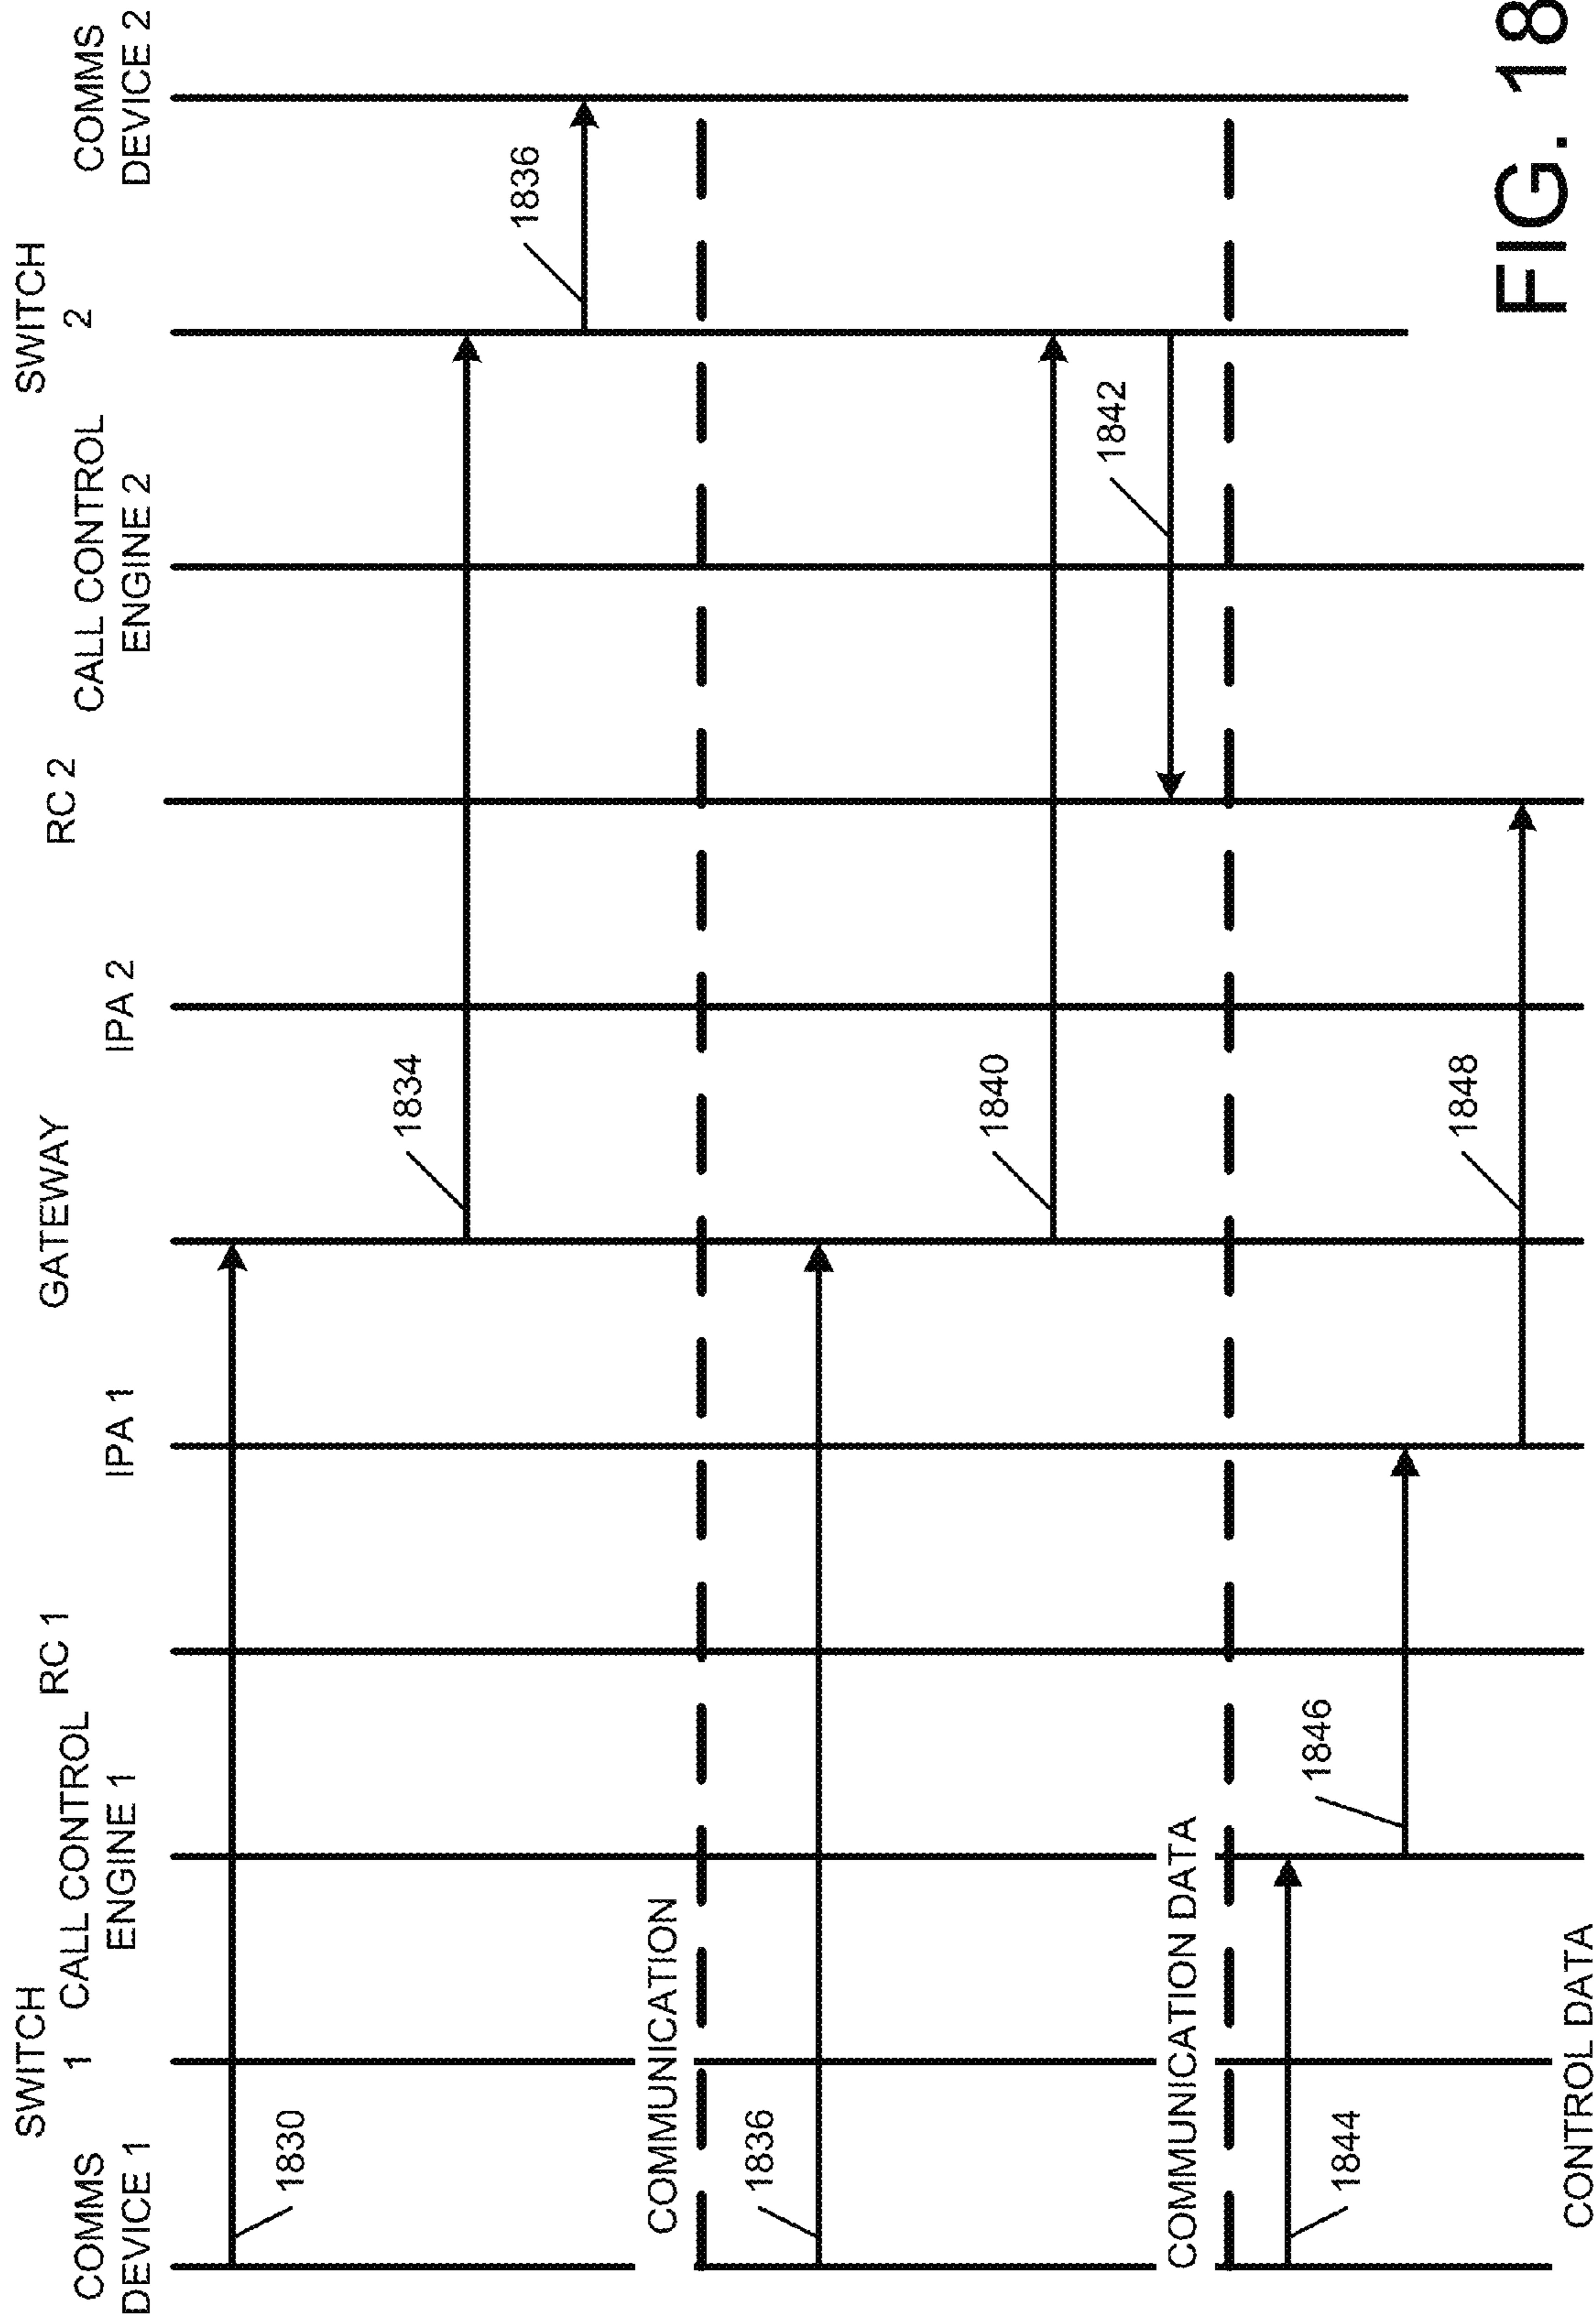 COMMS
DEVICE 1
SWITCH
1
CALL CONTROL
ENGINE 1
RC 1
IPA 1
GATEWAY
IPA 2
RC 2
CALL CONTROL
ENGINE 2
SWITCH
2
COMMS
DEVICE 2
1830
1834
1836
COMMUNICATION
1836
1840
1842
COMMUNICATION DATA
1844
1846
1848
CONTROL DATA
FIG. 18